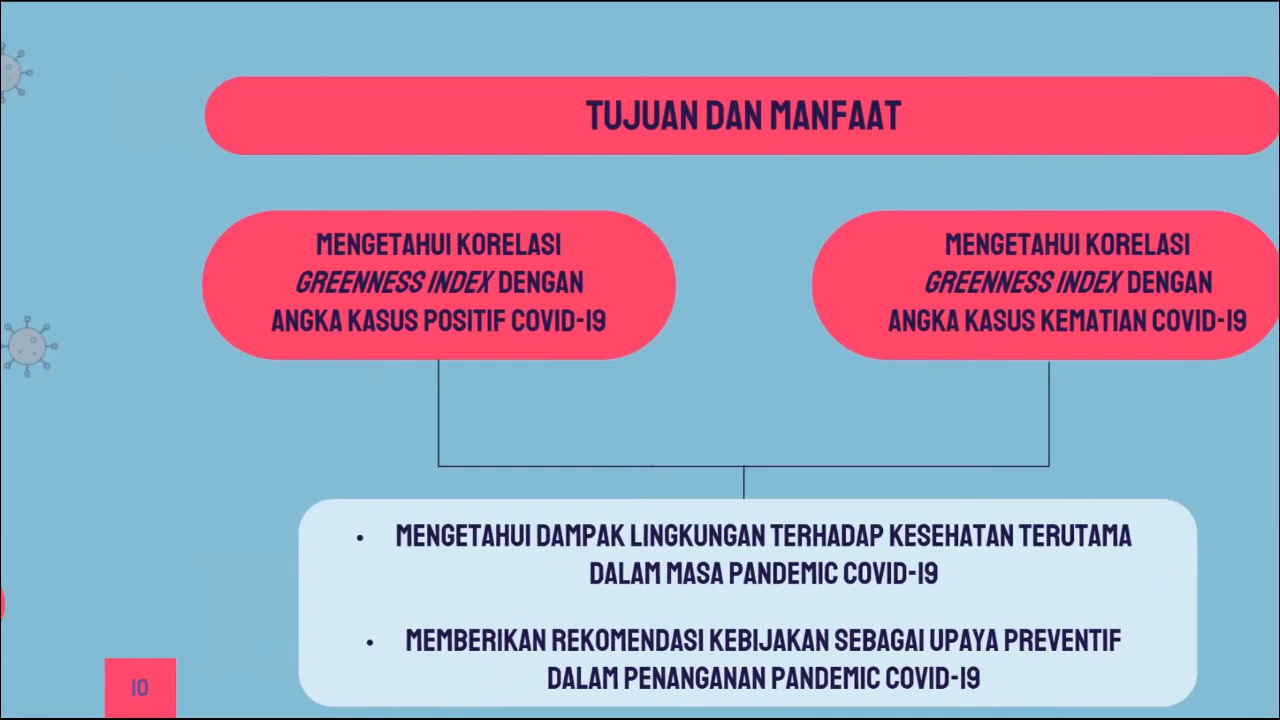 TUJUAN DAN MANFAAT
MENGETAHUI KORELASI
GREENNESS INDEX DENGAN
ANGKA KASUS POSITIF COVID-19
MENGETAHUI KORELASI
GREENNESS INDEX DENGAN
ANGKA KASUS KEMATIAN COVID-19
• MENGETAHUI DAMPAK LINGKUNGAN TERHADAP KESEHATAN TERUTAMA
DALAM MASA PANDEMIC COVID-19
• MEMBERIKAN REKOMENDASI KEBIJAKAN SEBAGAI UPAYA PREVENTIF
DALAM PENANGANAN PANDEMIC COVID-19
10